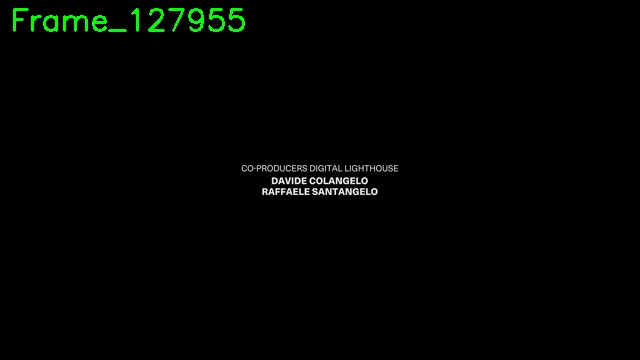 Frame_127955
CO-PRODUCERS DIGITAL LIGHTHOUSE
DAVIDE COLANGELO
RAFFAELE SANTANGELO